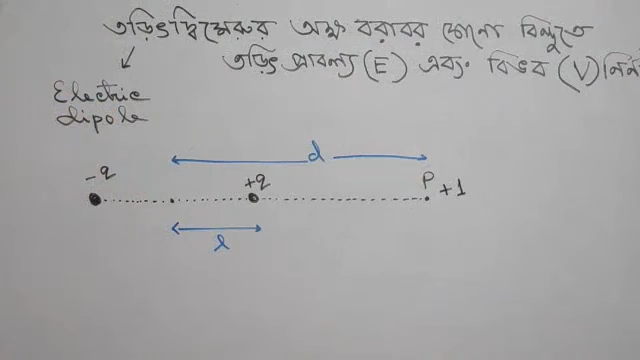 তড়িৎদ্বিমেরুর অক্ষ বরাবর কোনো বিন্দুতে
তড়িৎ প্রাবল্য (E) এবং বিভব (V) নির্ন
Electric
dipole
d
-q +q P +1
l